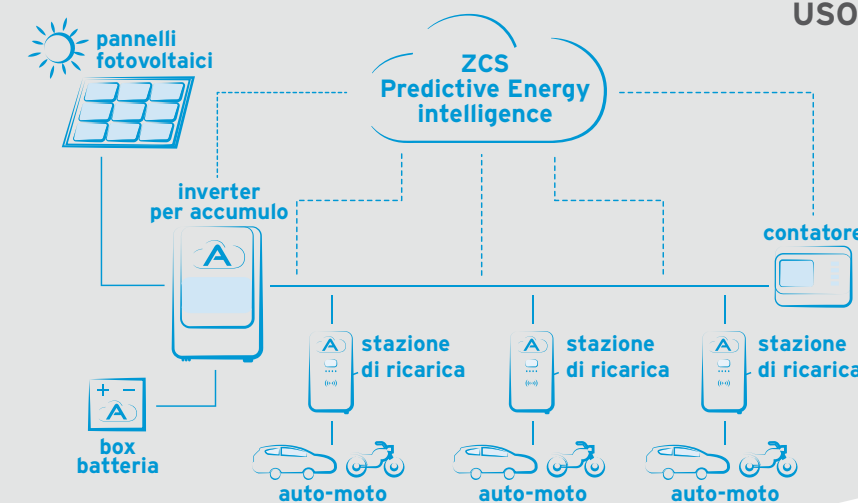 USO
pannelli
fotovoltaici
ZCS
Predictive Energy
intelligence
inverter
per accumulo
contatore
A
stazione
di ricarica
stazione
di ricarica
stazione
di ricarica
A
A
A
+ -
A
box
batteria
auto-moto
auto-moto
auto-moto